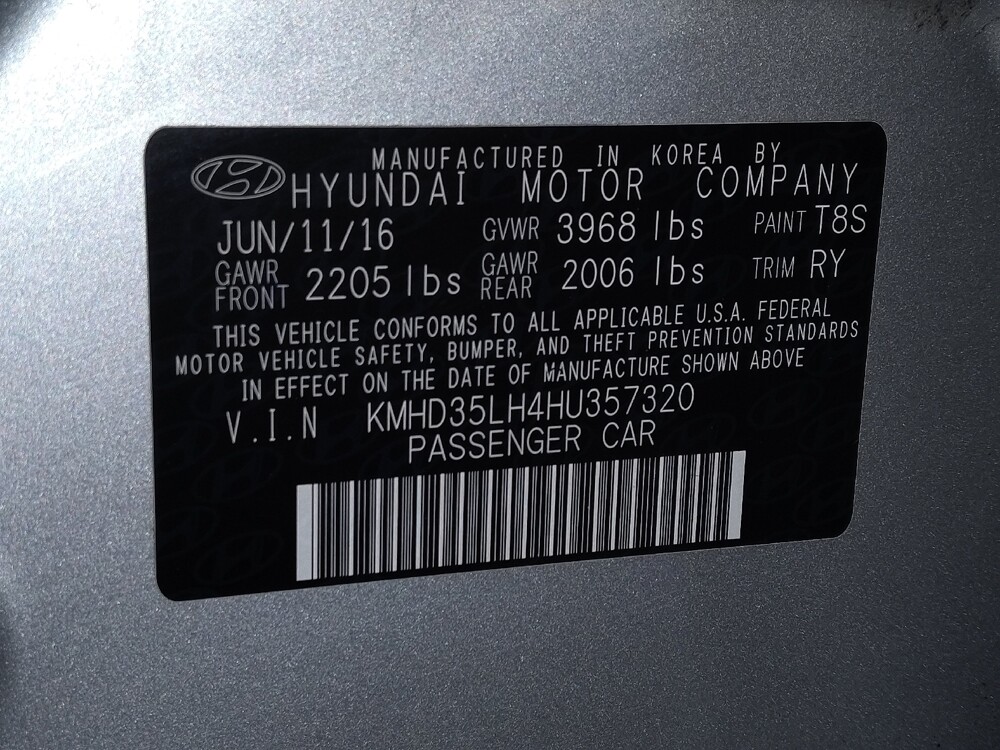 MANUFACTURED IN KOREA BY
HYUNDAI MOTOR COMPANY
JUN/11/16 GVWR 3968 lbs PAINT T8S
GAWR FRONT 2205 lbs GAWR REAR 2006 lbs TRIM RY
THIS VEHICLE CONFORMS TO ALL APPLICABLE U.S.A. FEDERAL
MOTOR VEHICLE SAFETY, BUMPER, AND THEFT PREVENTION STANDARDS
IN EFFECT ON THE DATE OF MANUFACTURE SHOWN ABOVE
V.I.N KMHD35LH4HU357320
PASSENGER CAR